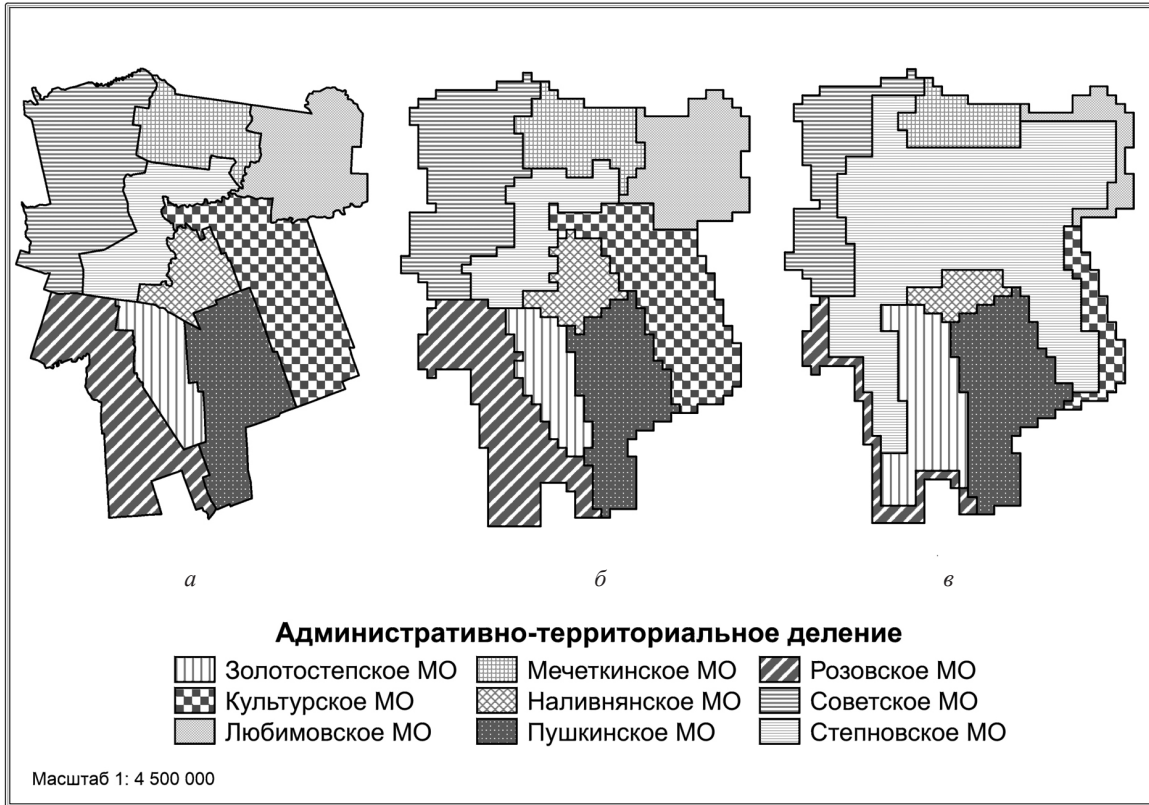 а б в
Административно-территориальное деление
Золотостепское МО Мечеткинское МО Розовское МО
Культурское МО Наливнянское МО Советское МО
Любимовское МО Пушкинское МО Степновское МО
Масштаб 1: 4 500 000